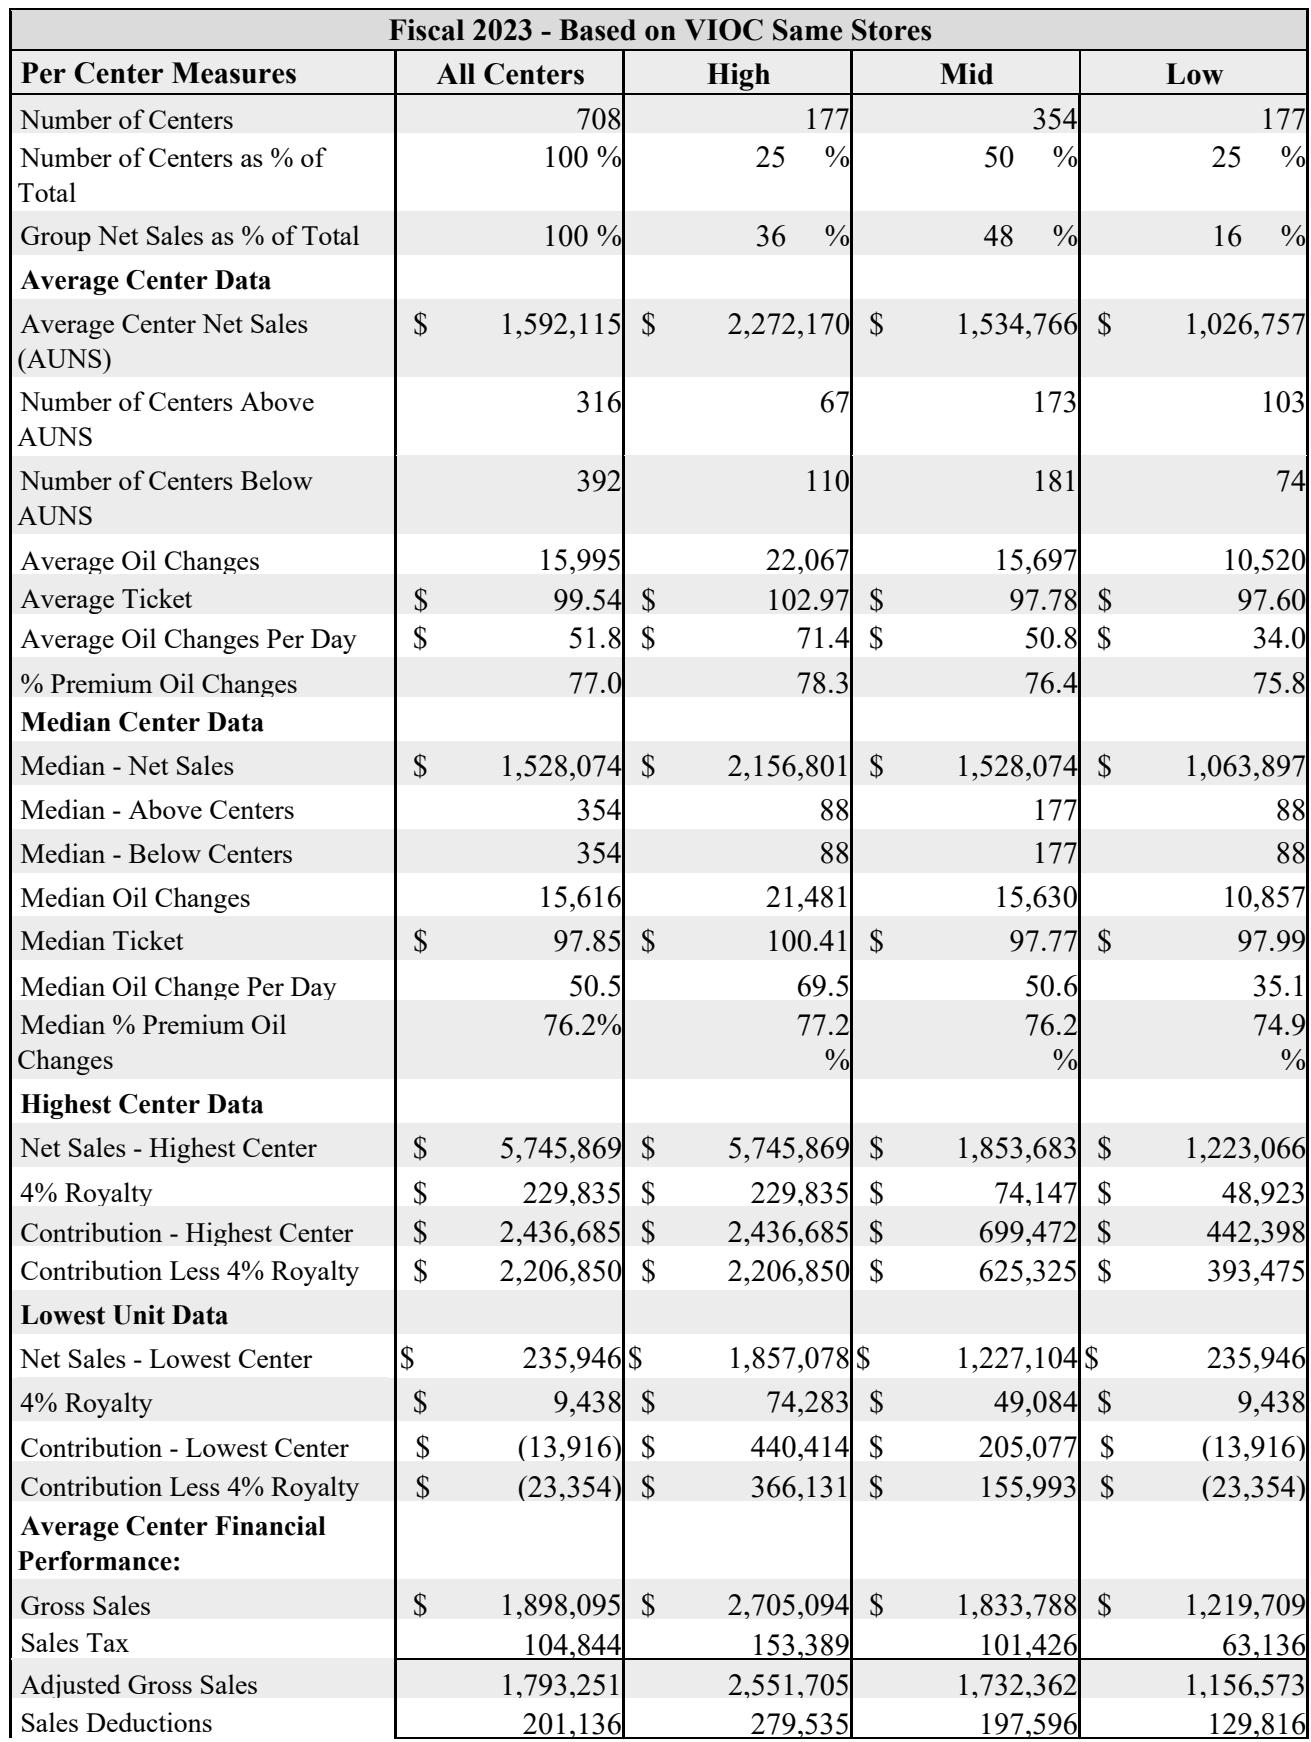 Fiscal 2023 - Based on VIOC Same Stores
Per Center Measures All Centers High Mid Low
Number of Centers 708 177 354 177
Number of Centers as % of 100 % 25 % 50 % 25 %
Total
Group Net Sales as % of Total 100 % 36 % 48 % 16 %
Average Center Data
Average Center Net Sales $ 1,592,115 $ 2,272,170 $ 1,534,766 $ 1,026,757
(AUNS)
Number of Centers Above 316 67 173 103
AUNS
Number of Centers Below 392 110 181 74
AUNS
Average Oil Changes 15,995 22,067 15,697 10,520
Average Ticket $ 99.54 $ 102.97 $ 97.78 $ 97.60
Average Oil Changes Per Day $ 51.8 $ 71.4 $ 50.8 $ 34.0
% Premium Oil Changes 77.0 78.3 76.4 75.8
Median Center Data
Median - Net Sales $ 1,528,074 $ 2,156,801 $ 1,528,074 $ 1,063,897
Median - Above Centers 354 88 177 88
Median - Below Centers 354 88 177 88
Median Oil Changes 15,616 21,481 15,630 10,857
Median Ticket $ 97.85 $ 100.41 $ 97.77 $ 97.99
Median Oil Change Per Day 50.5 69.5 50.6 35.1
Median % Premium Oil 76.2% 77.2 76.2 74.9
Changes % % %
Highest Center Data
Net Sales - Highest Center $ 5,745,869 $ 5,745,869 $ 1,853,683 $ 1,223,066
4% Royalty $ 229,835 $ 229,835 $ 74,147 $ 48,923
Contribution - Highest Center $ 2,436,685 $ 2,436,685 $ 699,472 $ 442,398
Contribution Less 4% Royalty $ 2,206,850 $ 2,206,850 $ 625,325 $ 393,475
Lowest Unit Data
Net Sales - Lowest Center $ 235,946 $ 1,857,078 $ 1,227,104 $ 235,946
4% Royalty $ 9,438 $ 74,283 $ 49,084 $ 9,438
Contribution - Lowest Center $ (13,916) $ 440,414 $ 205,077 $ (13,916)
Contribution Less 4% Royalty $ (23,354) $ 366,131 $ 155,993 $ (23,354)
Average Center Financial
Performance:
Gross Sales $ 1,898,095 $ 2,705,094 $ 1,833,788 $ 1,219,709
Sales Tax 104,844 153,389 101,426 63,136
Adjusted Gross Sales 1,793,251 2,551,705 1,732,362 1,156,573
Sales Deductions 201,136 279,535 197,596 129,816